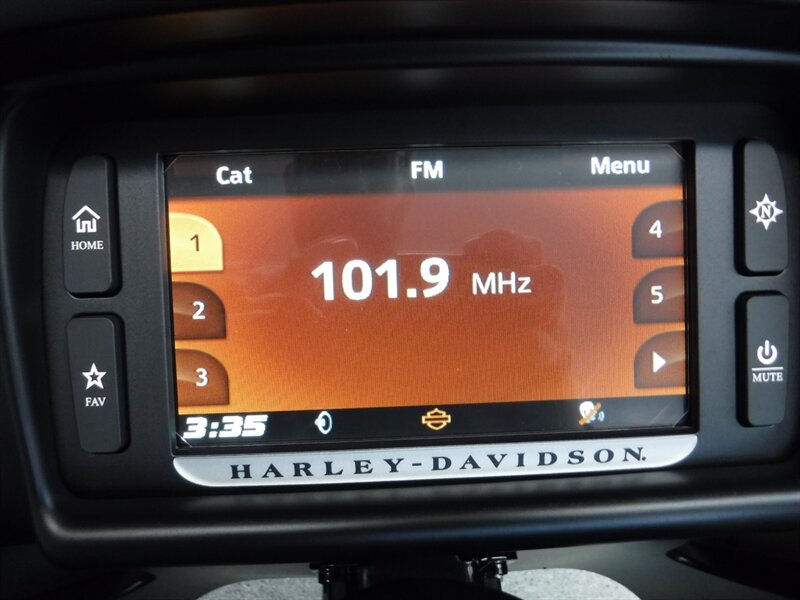 Cat FM Menu
HOME
1
4
N
101.9 MHz
2
5
3
FAV
MUTE
3:35
HARLEY-DAVIDSON.